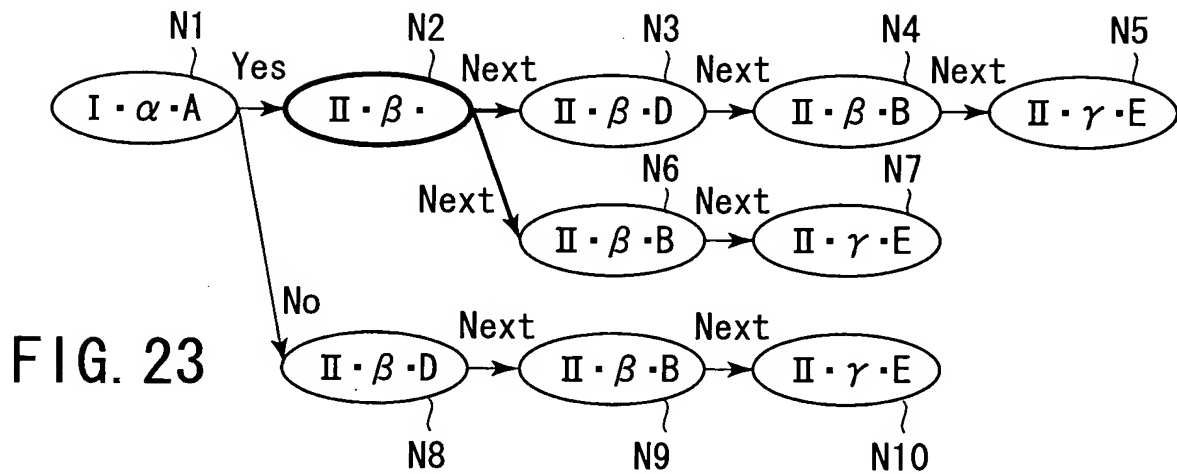 N1 N2 N3 N4 N5
Yes Next Next Next
I・α・A II・β・ II・β・D II・β・B II・γ・E
N6 N7
Next Next
II・β・B II・γ・E
No Next Next
FIG. 23 II・β・D II・β・B II・γ・E
N8 N9 N10